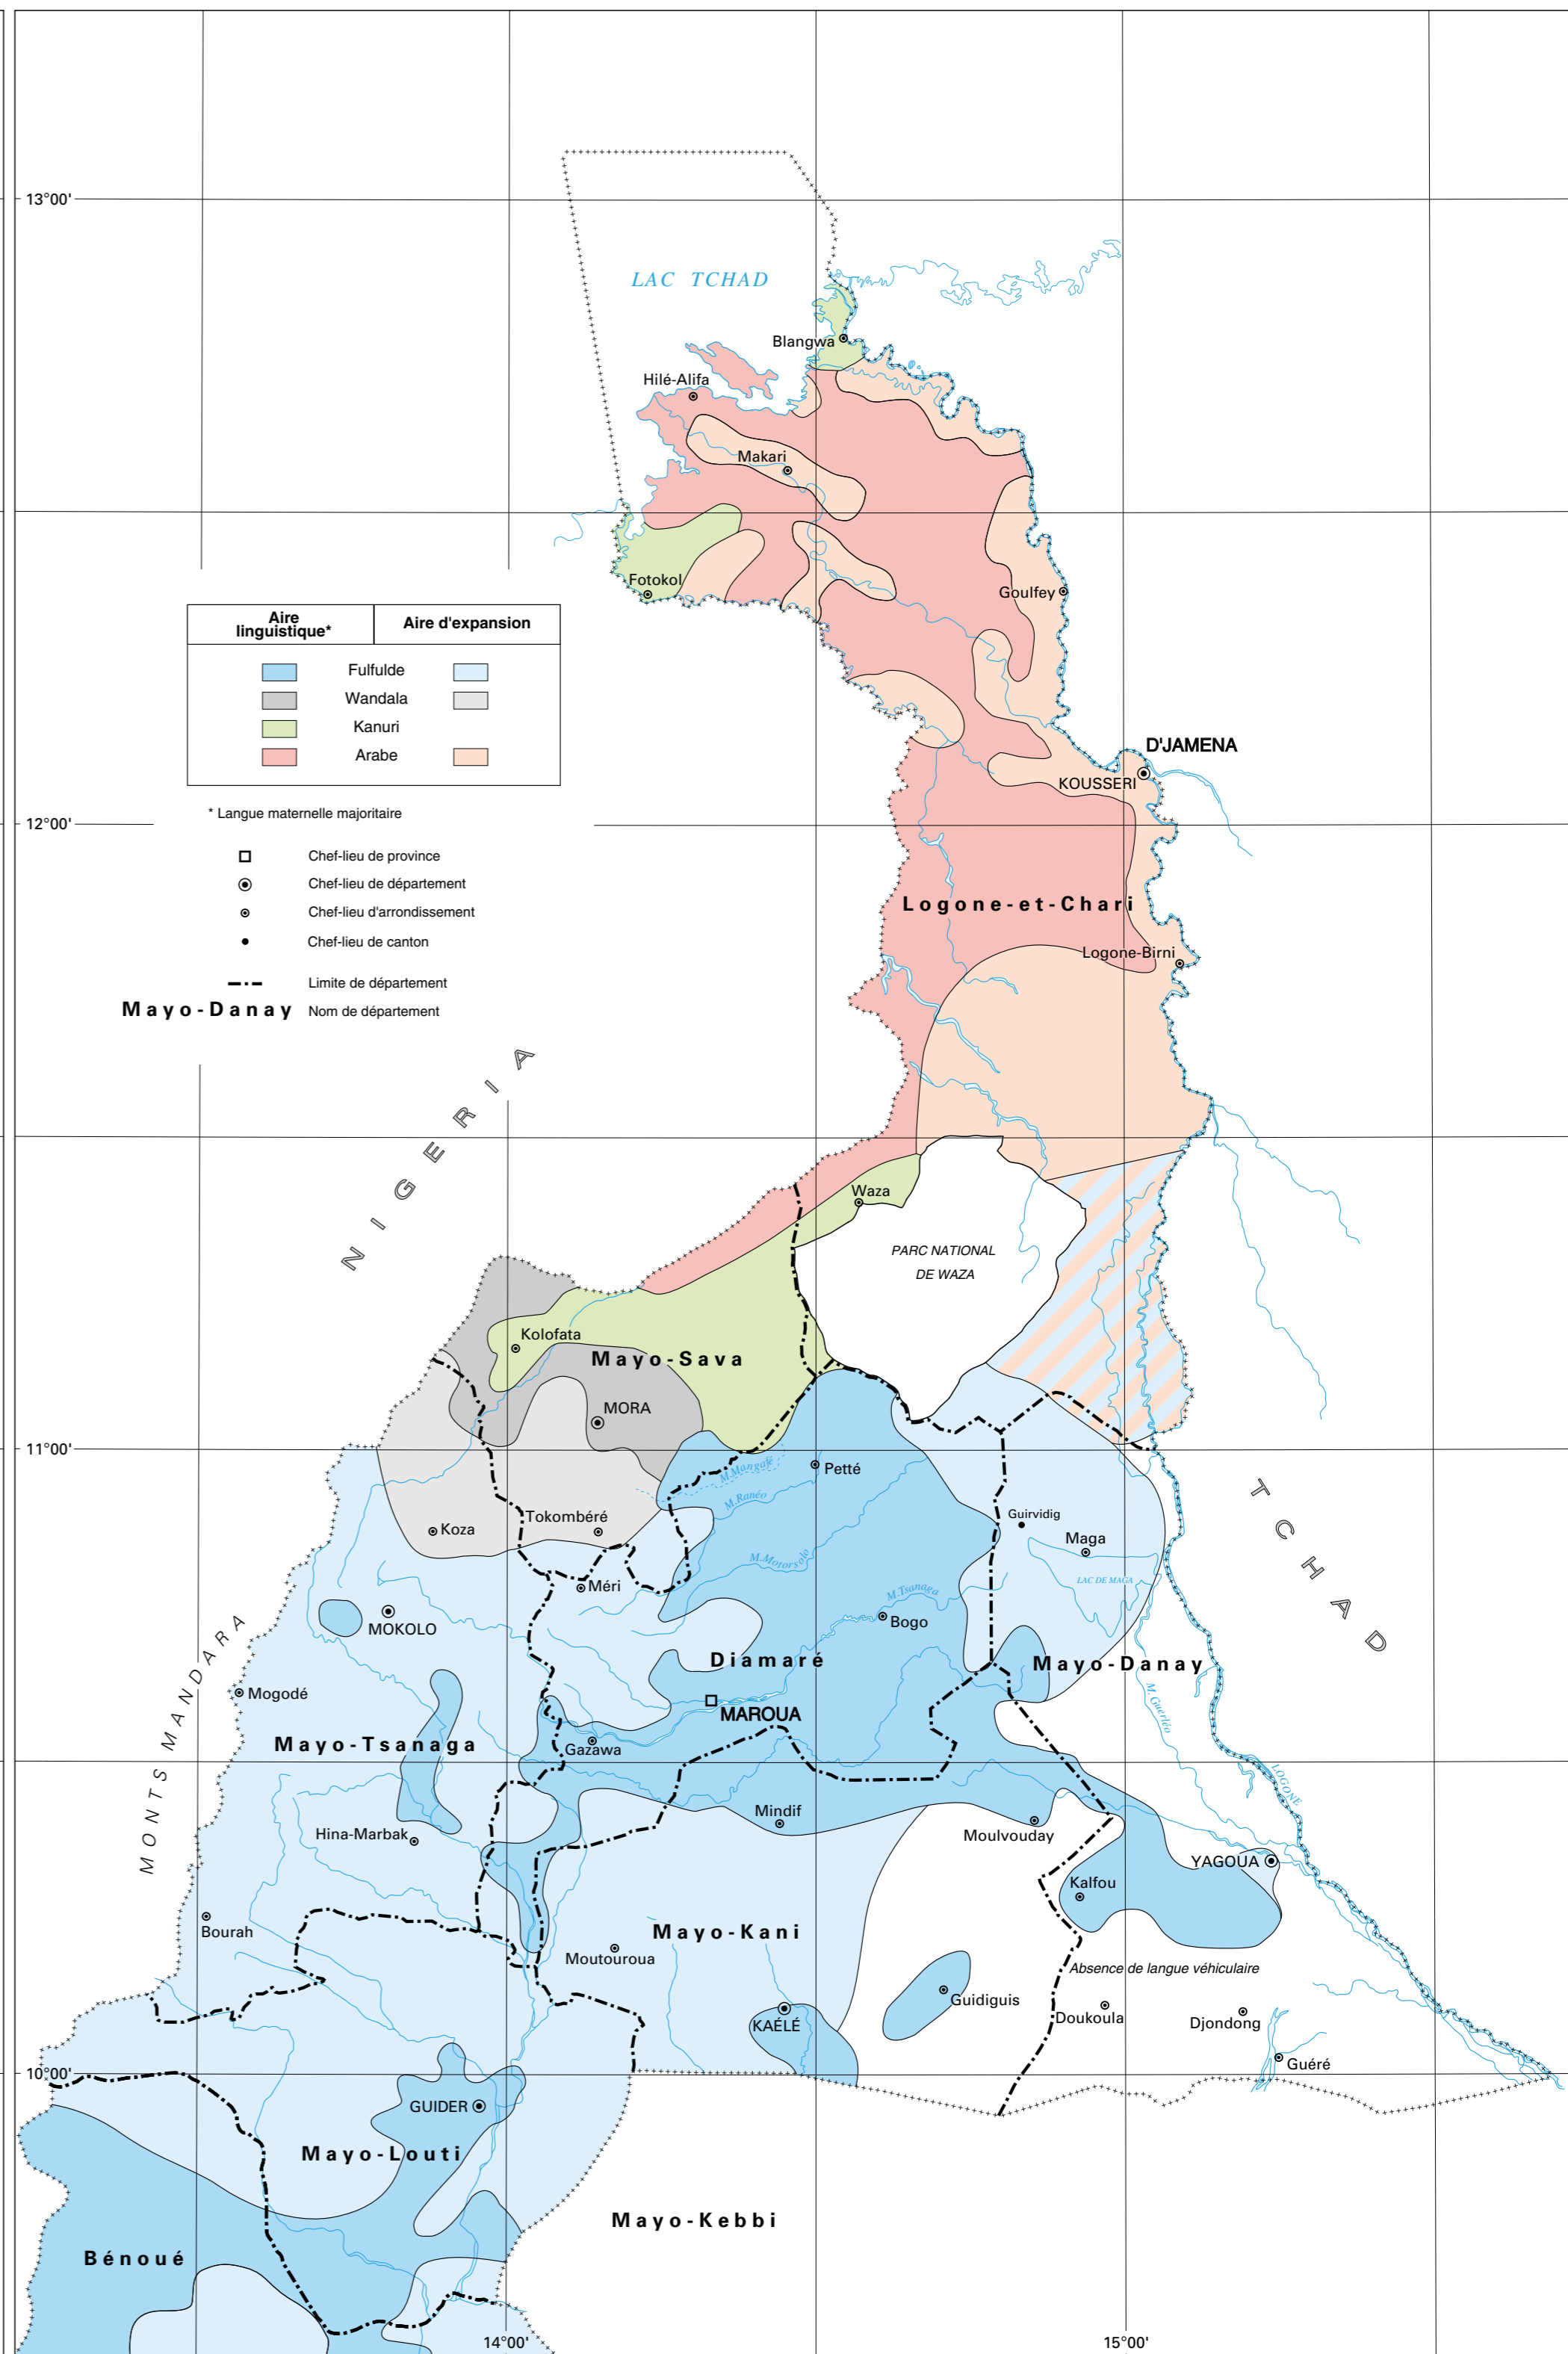 13°00'
LAC TCHAD
Blangwa
Hilé-Alifa
Makari
Fotokol
Goulfey
Aire
linguistique*
Aire d'expansion
Fulfulde
Wandala
Kanuri
Arabe
D'JAMENA
KOUSSERI
* Langue maternelle majoritaire
12°00'
Chef-lieu de province
Chef-lieu de département
Chef-lieu d'arrondissement
Chef-lieu de canton
Limite de département
Mayo-Danay
Nom de département
Logone-et-Chari
Logone-Birni
NIGERIA
Waza
PARC NATIONAL
DE WAZA
Kolofata
Mayo-Sava
MORA
11°00'
M.Mangafé
Petté
M.Ranéo
TCHAD
Koza
Tokombéré
Guirvidig
Maga
M.Motorsolo
LAC DE MAGA
Méri
M.Tsanaga
MOKOLO
Bogo
MONTS MANDARA
Diamaré
Mayo-Danay
Mogodé
MAROUA
M. Guerléo
Mayo-Tsanaga
Gazawa
LOGONE
Mindif
Hina-Marbak
Moulvouday
YAGOUA
Kalfou
Bourah
Mayo-Kani
Moutouroua
Absence de langue véhiculaire
Guidiguis
KAÉLÉ
Doukoula
Djondong
Guéré
10°00'
GUIDER
Mayo-Louti
Mayo-Kebbi
Bénoué
14°00'
15°00'